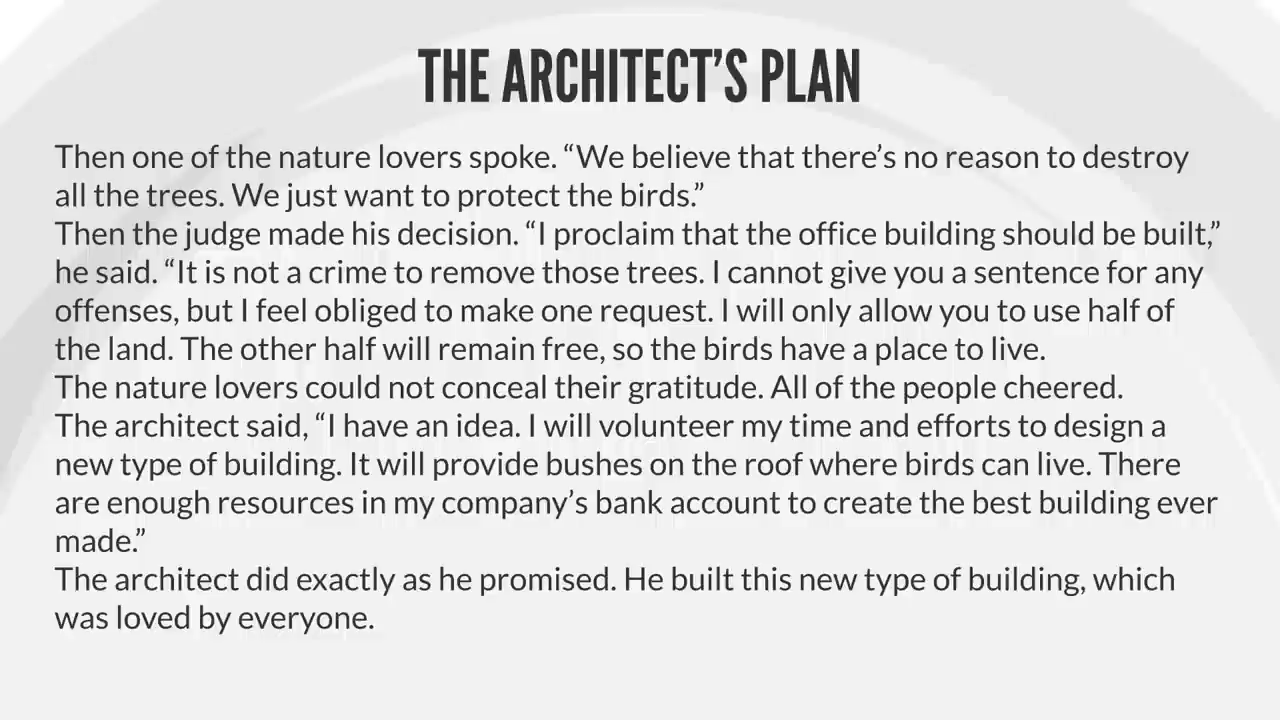 THE ARCHITECT’S PLAN
Then one of the nature lovers spoke. “We believe that there’s no reason to destroy
all the trees. We just want to protect the birds.”
Then the judge made his decision. “I proclaim that the office building should be built,”
he said. “It is not a crime to remove those trees. I cannot give you a sentence for any
offenses, but I feel obliged to make one request. I will only allow you to use half of
the land. The other half will remain free, so the birds have a place to live.
The nature lovers could not conceal their gratitude. All of the people cheered.
The architect said, “I have an idea. I will volunteer my time and efforts to design a
new type of building. It will provide bushes on the roof where birds can live. There
are enough resources in my company’s bank account to create the best building ever
made.”
The architect did exactly as he promised. He built this new type of building, which
was loved by everyone.